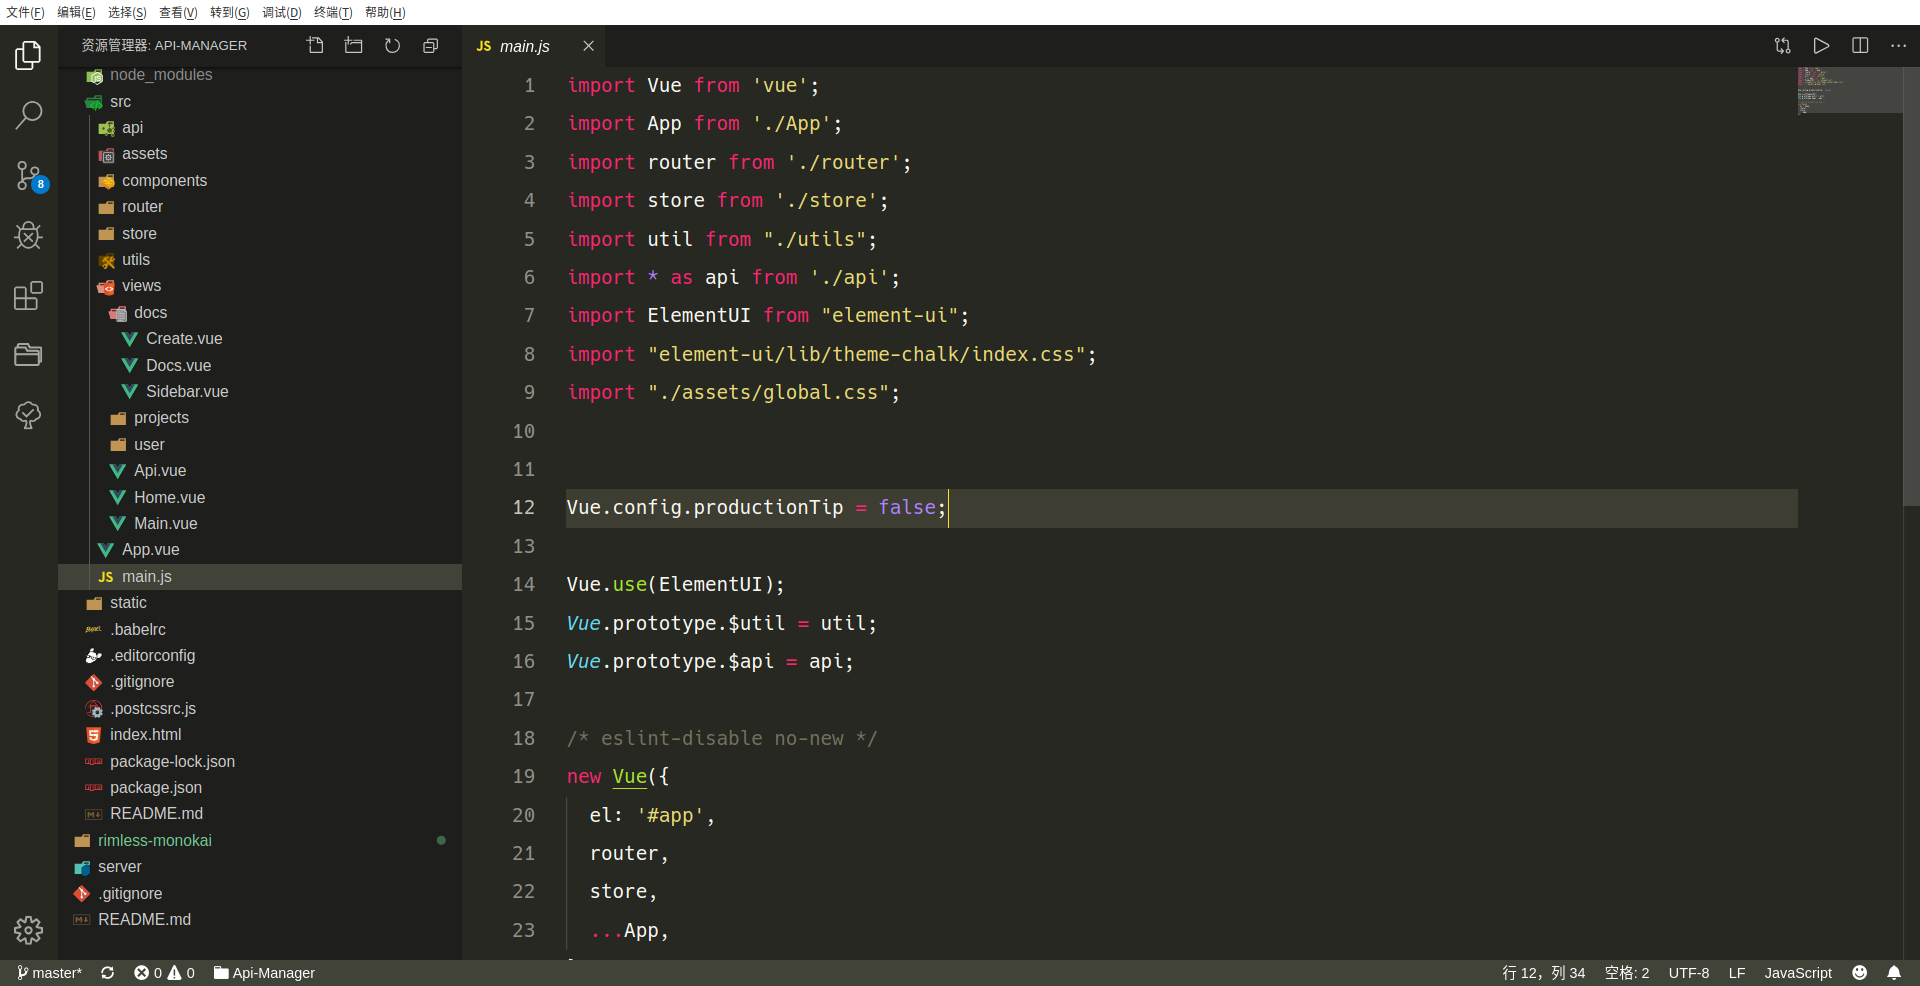 文件(F) 编辑(E) 选择(S) 查看(V) 转到(G) 调试(D) 终端(T) 帮助(H)
资源管理器: API-MANAGER
node_modules
src
api
assets
components
router
store
utils
views
docs
Create.vue
Docs.vue
Sidebar.vue
projects
user
Api.vue
Home.vue
Main.vue
App.vue
JS main.js
static
.babelrc
.editorconfig
.gitignore
.postcssrc.js
index.html
package-lock.json
package.json
README.md
rimless-monokai
server
.gitignore
README.md
8
JS main.js
1 import Vue from 'vue';
2 import App from './App';
3 import router from './router';
4 import store from './store';
5 import util from "./utils";
6 import * as api from './api';
7 import ElementUI from "element-ui";
8 import "element-ui/lib/theme-chalk/index.css";
9 import "./assets/global.css";
10
11
12 Vue.config.productionTip = false;
13
14 Vue.use(ElementUI);
15 Vue.prototype.$util = util;
16 Vue.prototype.$api = api;
17
18 /* eslint-disable no-new */
19 new Vue({
20   el: '#app',
21   router,
22   store,
23   ...App,
master* 0 0 Api-Manager
行 12，列 34 空格: 2 UTF-8 LF JavaScript